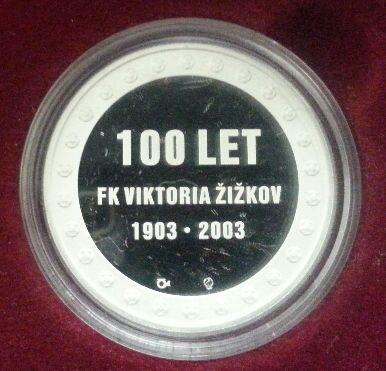 100 LET
FK VIKTORIA ŽIŽKOV
1903 • 2003